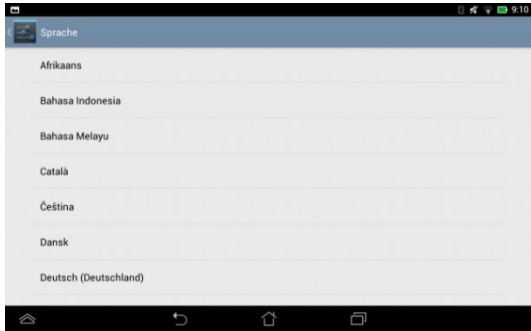 9:10
Sprache
Afrikaans
Bahasa Indonesia
Bahasa Melayu
Català
Čeština
Dansk
Deutsch (Deutschland)